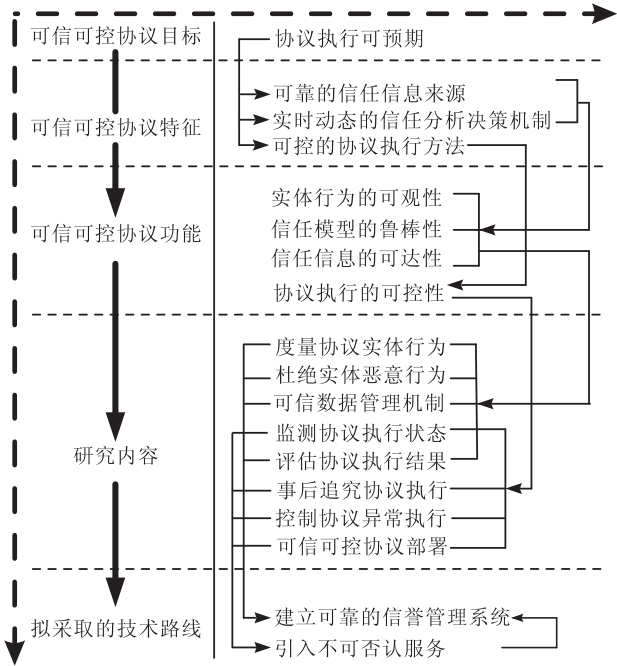 可信可控协议目标
协议执行可预期
可信可控协议特征
可靠的信任信息来源
实时动态的信任分析决策机制
可控的协议执行方法
可信可控协议功能
实体行为的可观性
信任模型的鲁棒性
信任信息的可达性
协议执行的可控性
研究内容
度量协议实体行为
杜绝实体恶意行为
可信数据管理机制
监测协议执行状态
评估协议执行结果
事后追究协议执行
控制协议异常执行
可信可控协议部署
拟采取的技术路线
建立可靠的信誉管理系统
引入不可否认服务